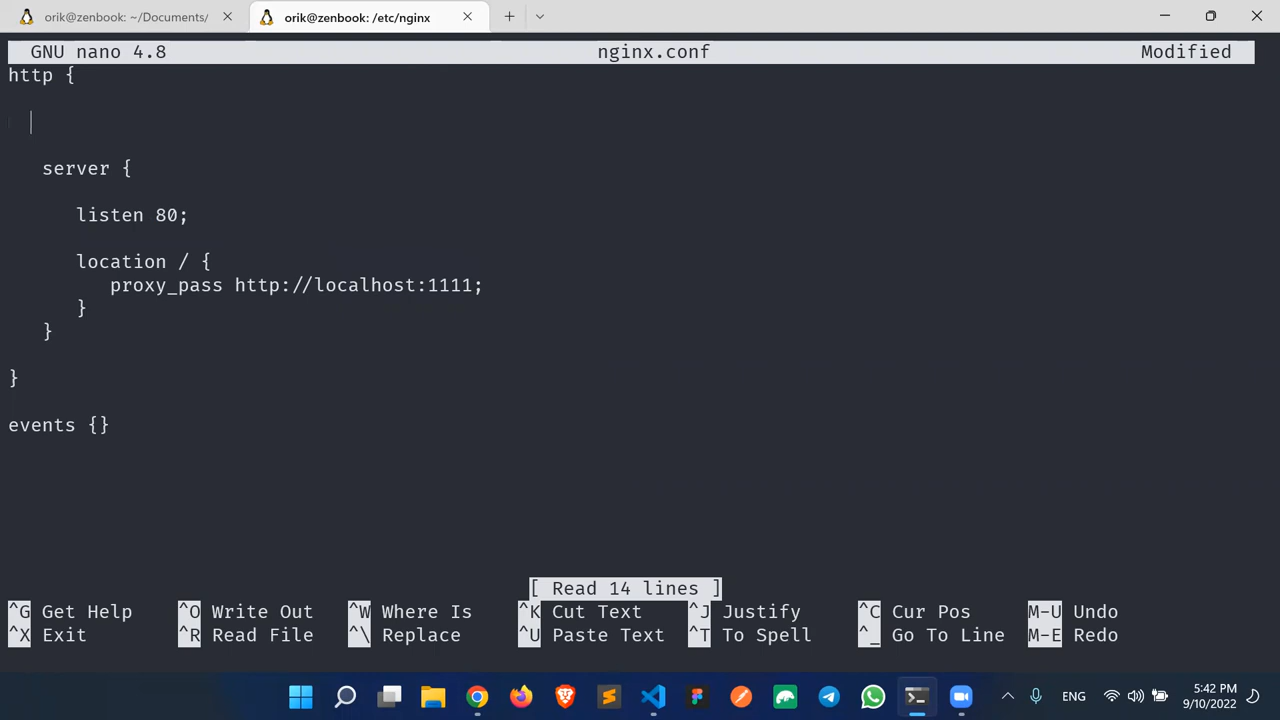 orik@zenbook: ~/Documents/
orik@zenbook: /etc/nginx
GNU nano 4.8 nginx.conf Modified
http {
server {
listen 80;
location / {
proxy_pass http://localhost:1111;
}
}
}
events {}
[ Read 14 lines ]
^G Get Help ^O Write Out ^W Where Is ^K Cut Text ^J Justify ^C Cur Pos M-U Undo
^X Exit ^R Read File ^\ Replace ^U Paste Text ^T To Spell ^_ Go To Line M-E Redo
ENG
5:42 PM
9/10/2022